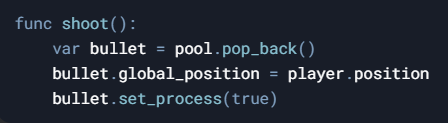 func shoot():
    var bullet = pool.pop_back()
    bullet.global_position = player.position
    bullet.set_process(true)